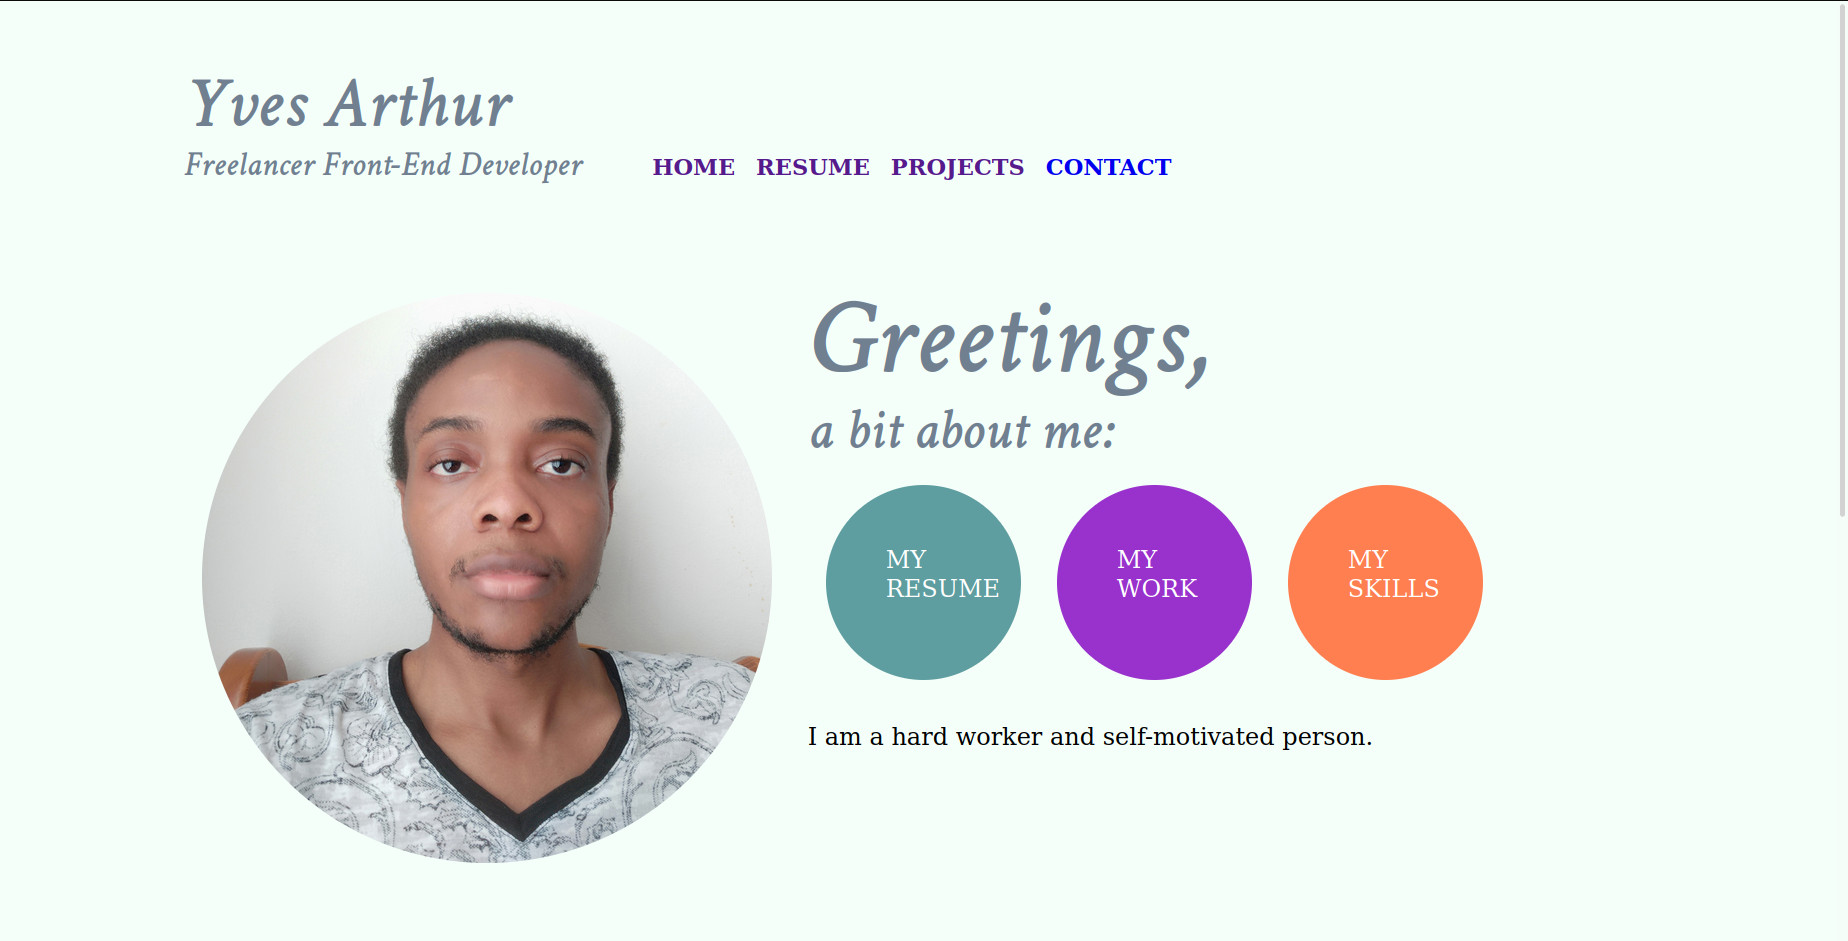 Yves Arthur
Freelancer Front-End Developer
HOME RESUME PROJECTS CONTACT
Greetings,
a bit about me:
MY
RESUME
MY
WORK
MY
SKILLS
I am a hard worker and self-motivated person.